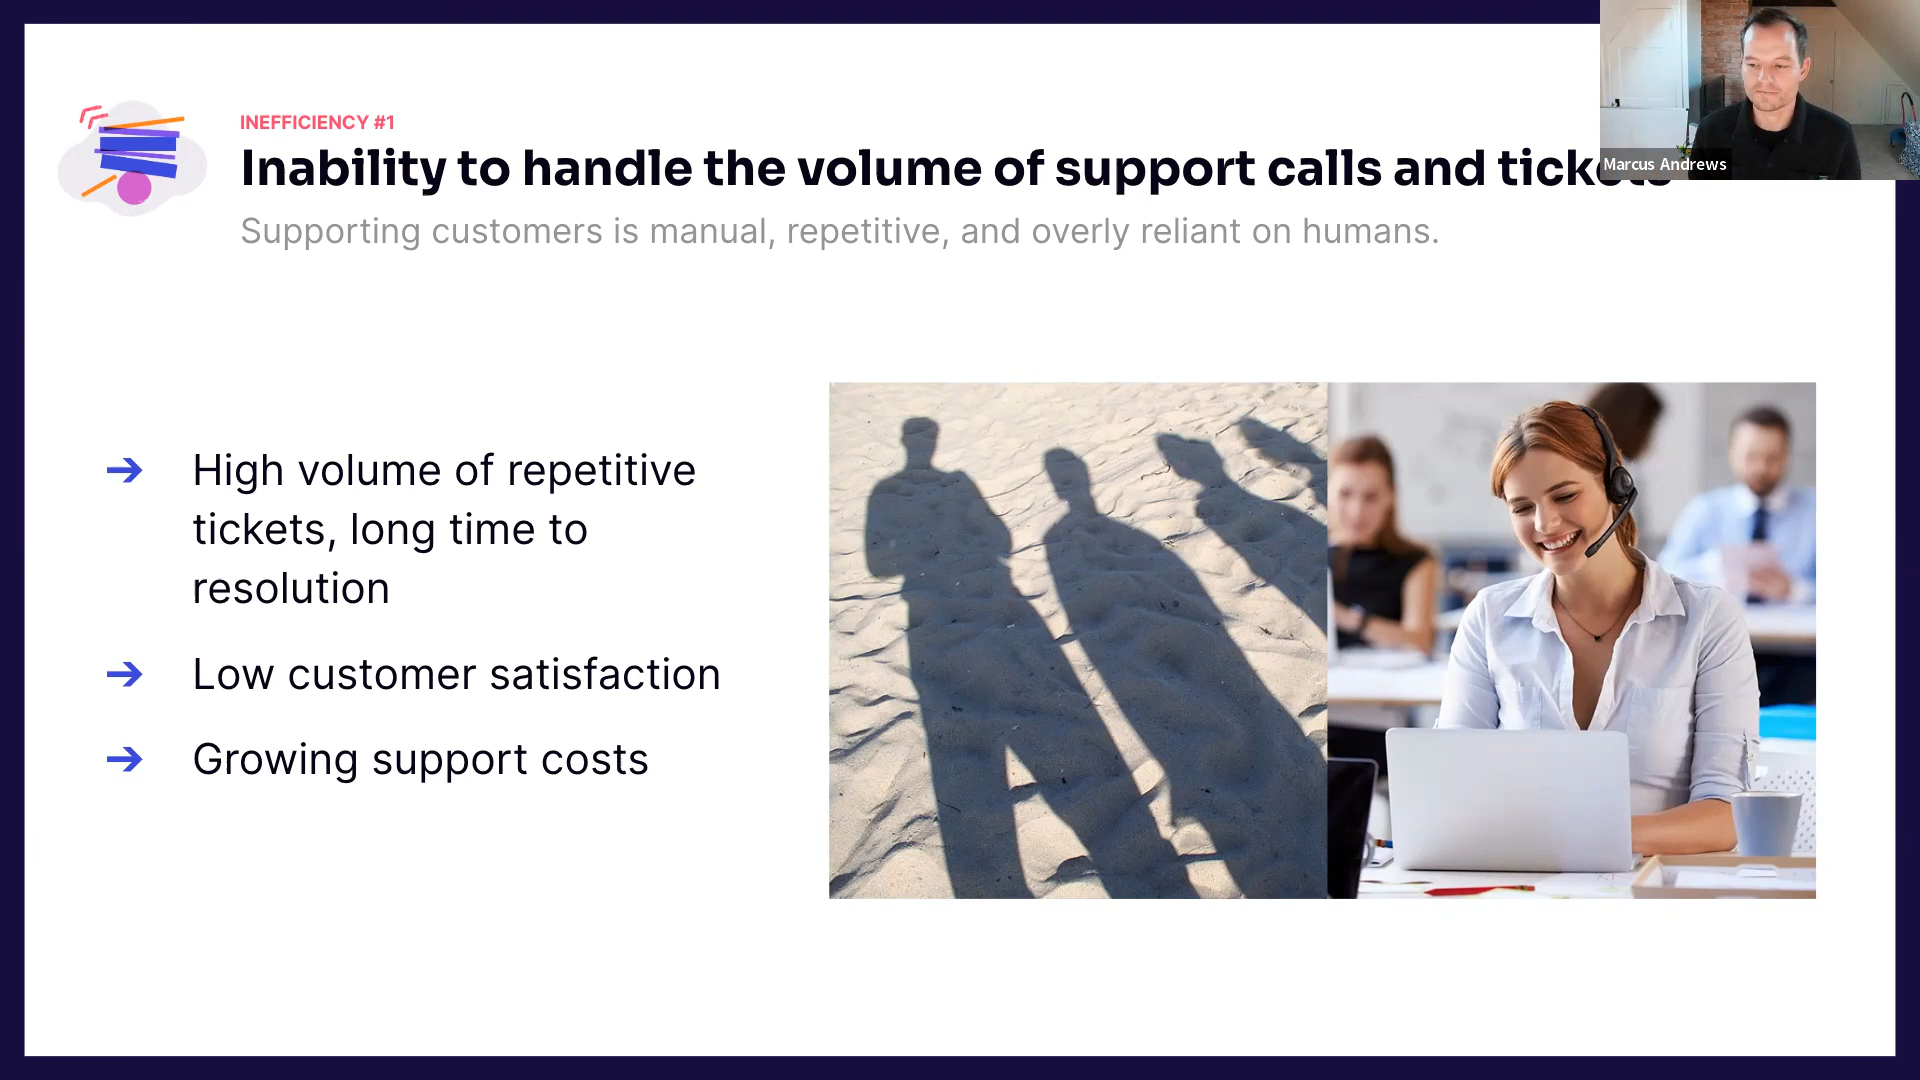 INEFFICIENCY #1
Inability to handle the volume of support calls and tickets
Marcus Andrews
Supporting customers is manual, repetitive, and overly reliant on humans.
High volume of repetitive
tickets, long time to
resolution
Low customer satisfaction
Growing support costs